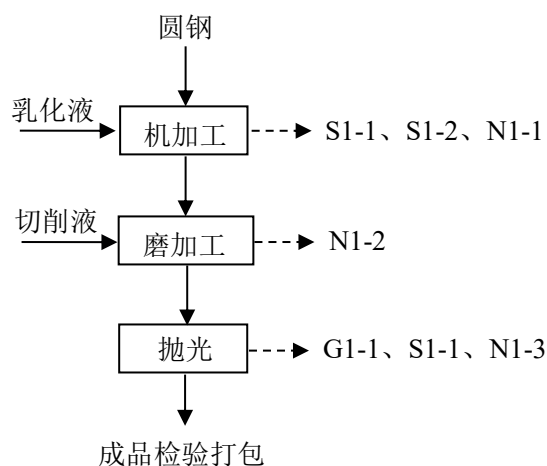 圆钢
乳化液
机加工
S1-1、S1-2、N1-1
切削液
磨加工
N1-2
抛光
G1-1、S1-1、N1-3
成品检验打包